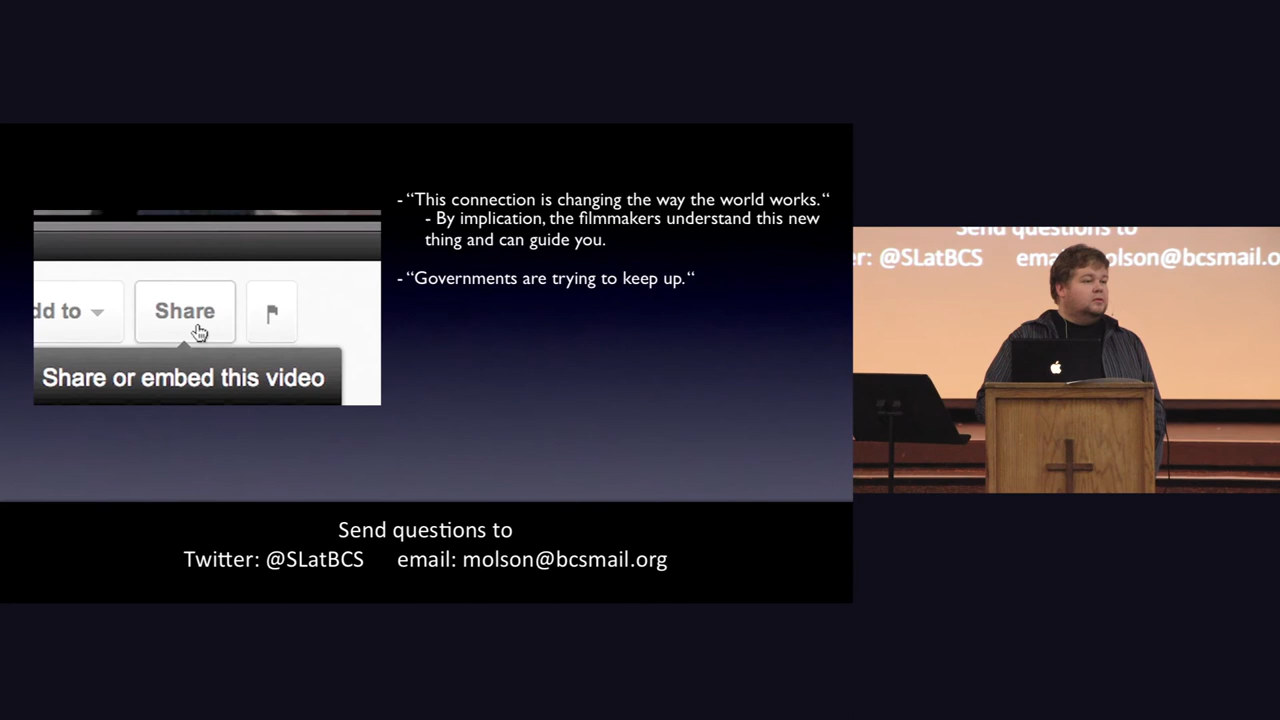 - “This connection is changing the way the world works.“
- By implication, the filmmakers understand this new
thing and can guide you.
- “Governments are trying to keep up.“
dd to
Share
Share or embed this video
Send questions to
Twitter: @SLatBCS email: molson@bcsmail.org
Send questions to
r: @SLatBCS ema olson@bcsmail.o